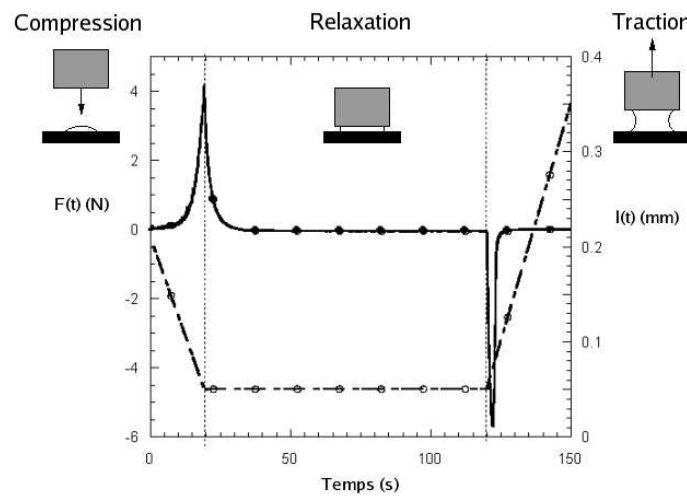 Compression
Relaxation
Traction
F(t) (N)
l(t) (mm)
4
2
0
-2
-4
-6
0.4
0.3
0.2
0.1
0
0
50
100
150
Temps (s)